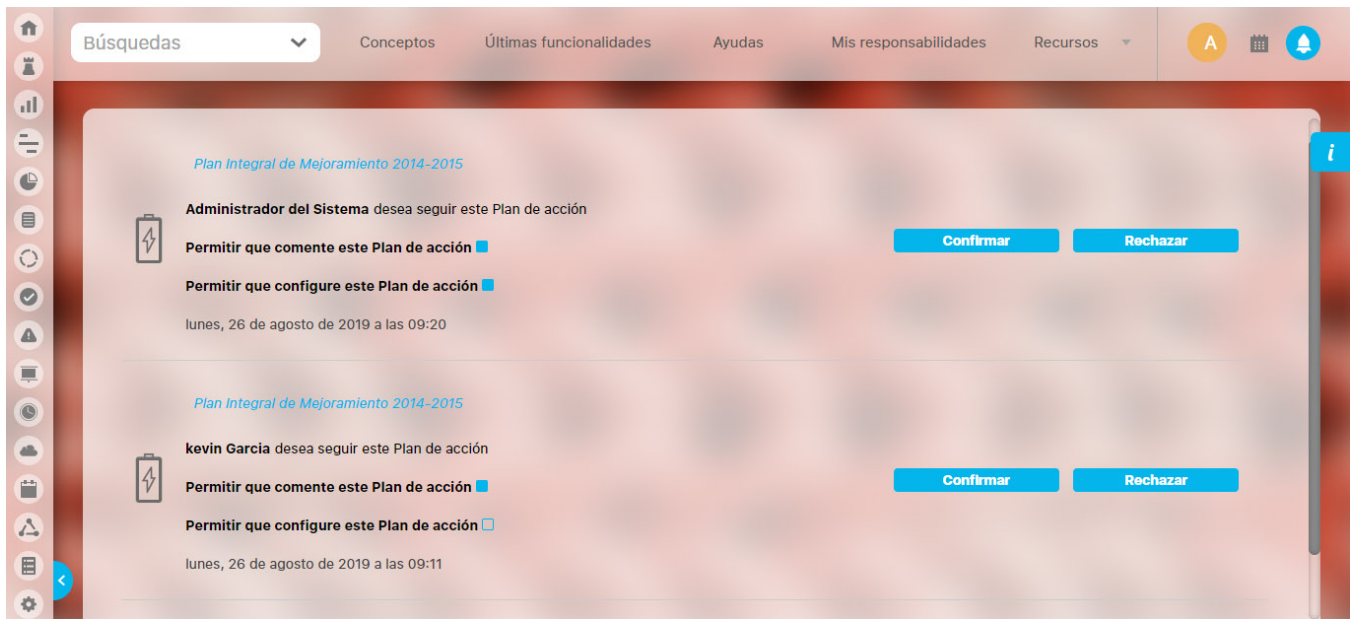 Búsquedas
Conceptos
Últimas funcionalidades
Ayudas
Mis responsabilidades
Recursos
A
i
Plan Integral de Mejoramiento 2014-2015
Administrador del Sistema desea seguir este Plan de acción
Permitir que comente este Plan de acción
Confirmar
Rechazar
Permitir que configure este Plan de acción
lunes, 26 de agosto de 2019 a las 09:20
Plan Integral de Mejoramiento 2014-2015
kevin Garcia desea seguir este Plan de acción
Permitir que comente este Plan de acción
Confirmar
Rechazar
Permitir que configure este Plan de acción
lunes, 26 de agosto de 2019 a las 09:11